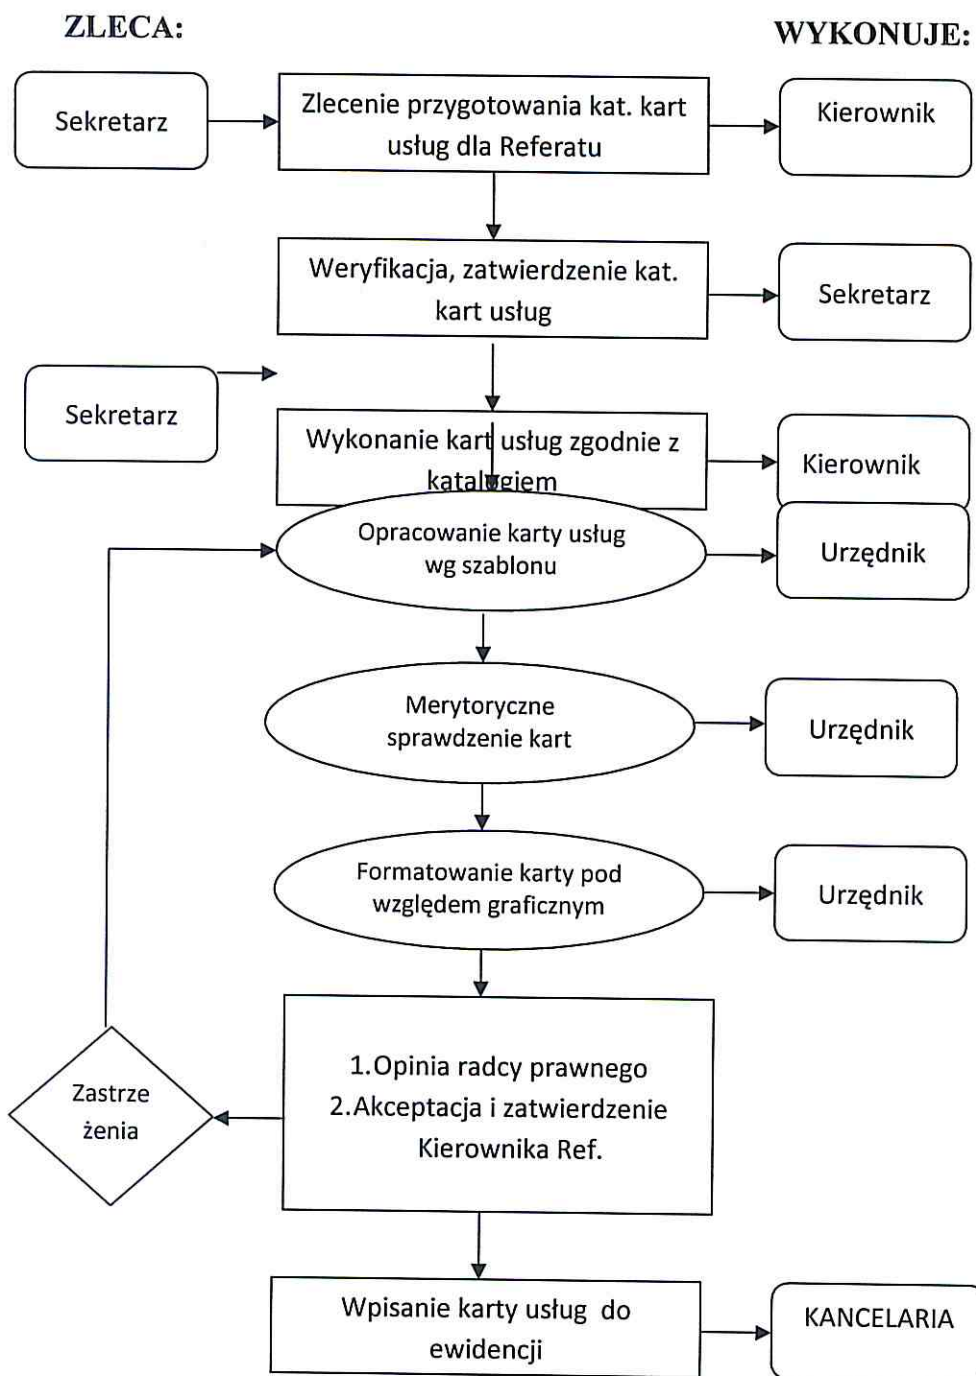 ZLECA:
WYKONUJE:
Sekretarz
Zlecenie przygotowania kat. kart
usług dla Referatu
Kierownik
Weryfikacja, zatwierdzenie kat.
kart usług
Sekretarz
Sekretarz
Wykonanie kart usług zgodnie z
katalogiem
Kierownik
Opracowanie karty usług
wg szablonu
Urzędnik
Merytoryczne
sprawdzenie kart
Urzędnik
Formatowanie karty pod
względem graficznym
Urzędnik
Zastrze
żenia
1.Opinia radcy prawnego
2.Akceptacja i zatwierdzenie
Kierownika Ref.
Wpisanie karty usług do
ewidencji
KANCELARIA